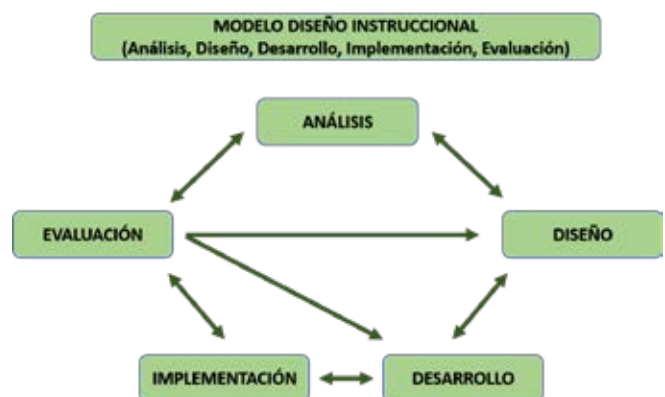 MODELO DISEÑO INSTRUCCIONAL
(Análisis, Diseño, Desarrollo, Implementación, Evaluación)
ANÁLISIS
EVALUACIÓN
DISEÑO
IMPLEMENTACIÓN
DESARROLLO